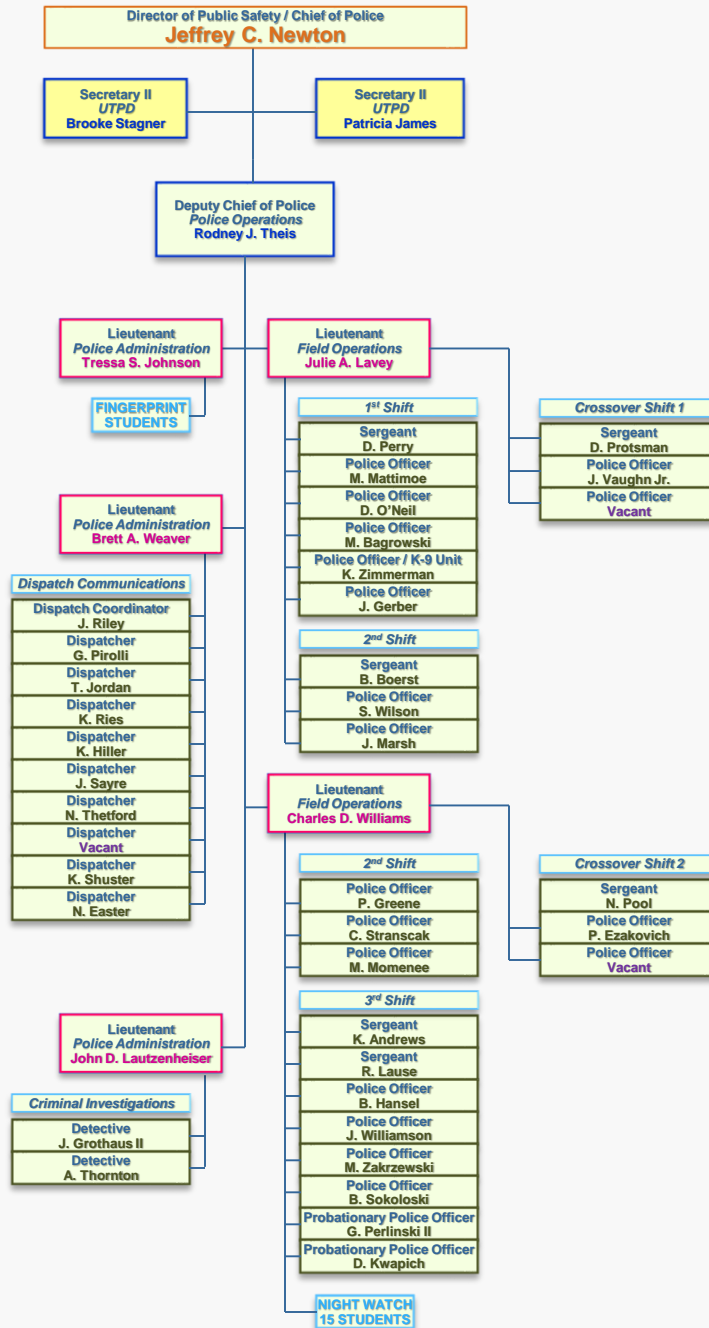 Director of Public Safety / Chief of Police
Jeffrey C. Newton
Secretary II
UTPD
Brooke Stagner
Secretary II
UTPD
Patricia James
Deputy Chief of Police
Police Operations
Rodney J. Theis
Lieutenant
Police Administration
Tressa S. Johnson
FINGERPRINT
STUDENTS
Lieutenant
Field Operations
Julie A. Lavey
1st Shift
Sergeant
D. Perry
Police Officer
M. Mattimoe
Police Officer
D. O’Neil
Police Officer
M. Bagrowski
Police Officer / K-9 Unit
K. Zimmerman
Police Officer
J. Gerber
2nd Shift
Sergeant
B. Boerst
Police Officer
S. Wilson
Police Officer
J. Marsh
Crossover Shift 1
Sergeant
D. Protsman
Police Officer
J. Vaughn Jr.
Police Officer
Vacant
Lieutenant
Police Administration
Brett A. Weaver
Dispatch Communications
Dispatch Coordinator
J. Riley
Dispatcher
G. Pirolli
Dispatcher
T. Jordan
Dispatcher
K. Ries
Dispatcher
K. Hiller
Dispatcher
J. Sayre
Dispatcher
N. Thetford
Dispatcher
Vacant
Dispatcher
K. Shuster
Dispatcher
N. Easter
Lieutenant
Field Operations
Charles D. Williams
2nd Shift
Police Officer
P. Greene
Police Officer
C. Stranscak
Police Officer
M. Momenee
3rd Shift
Sergeant
K. Andrews
Sergeant
R. Lause
Police Officer
B. Hansel
Police Officer
J. Williamson
Police Officer
M. Zakrzewski
Police Officer
B. Sokoloski
Probationary Police Officer
G. Perlinski II
Probationary Police Officer
D. Kwapich
NIGHT WATCH
15 STUDENTS
Crossover Shift 2
Sergeant
N. Pool
Police Officer
P. Ezakovich
Police Officer
Vacant
Lieutenant
Police Administration
John D. Lautzenheiser
Criminal Investigations
Detective
J. Grothaus II
Detective
A. Thornton